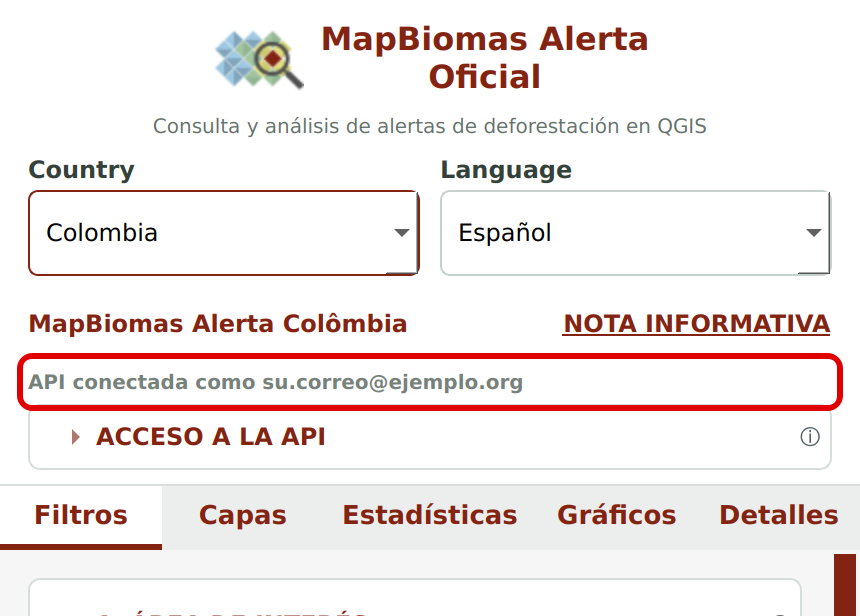 MapBiomas Alerta
Oficial
Consulta y análisis de alertas de deforestación en QGIS
Country
Language
Colombia
Español
MapBiomas Alerta Colômbia
NOTA INFORMATIVA
API conectada como su.correo@ejemplo.org
ACCESO A LA API
Filtros
Capas
Estadísticas
Gráficos
Detalles